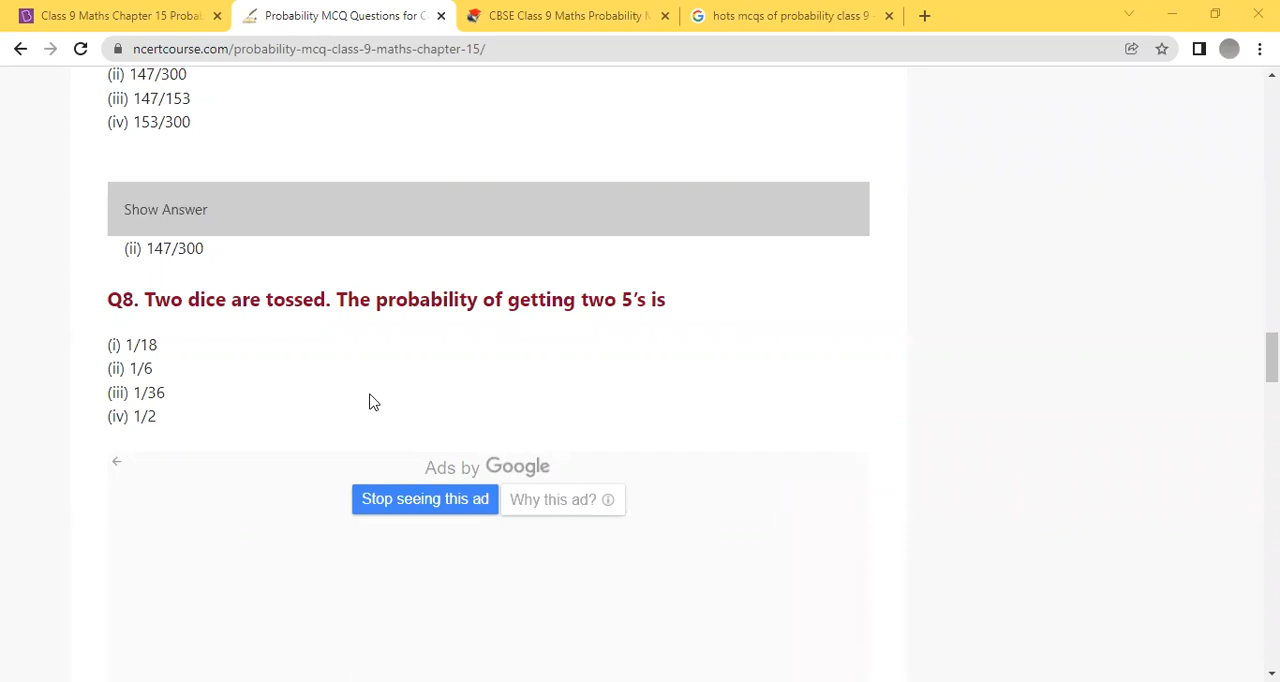 Class 9 Maths Chapter 15 Probal
Probability MCQ Questions for C
CBSE Class 9 Maths Probability M
hots mcqs of probability class 9 -
ncertcourse.com/probability-mcq-class-9-maths-chapter-15/
(ii) 147/300
(iii) 147/153
(iv) 153/300
Show Answer
(ii) 147/300
Q8. Two dice are tossed. The probability of getting two 5’s is
(i) 1/18
(ii) 1/6
(iii) 1/36
(iv) 1/2
Ads by Google
Stop seeing this ad
Why this ad?